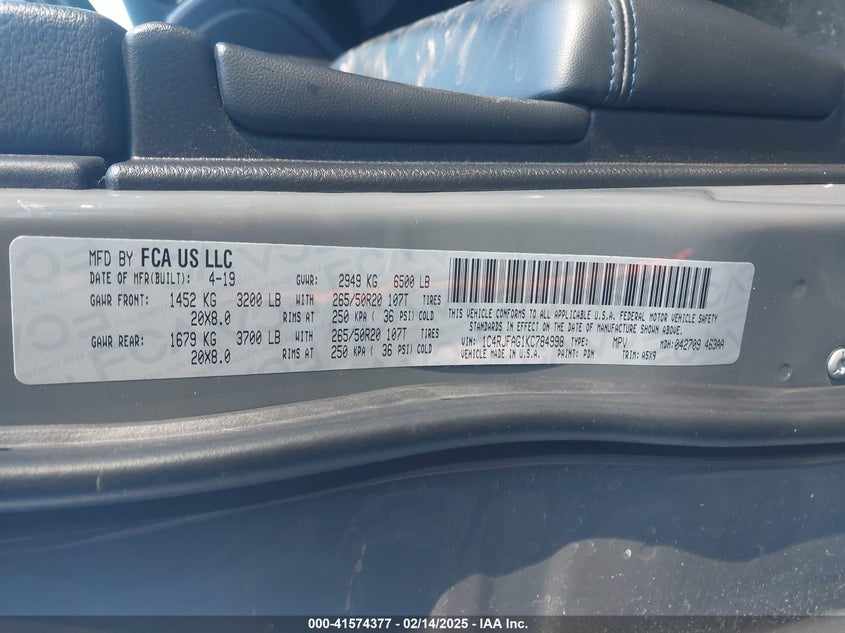 MFD BY FCA US LLC
DATE OF MFR(BUILT): 4-19 GVWR: 2949 KG 6500 LB
GAWR FRONT: 1452 KG 3200 LB WITH 265/50R20 107T TIRES
20X8.0 RIMS AT 250 KPA ( 36 PSI) COLD
GAWR REAR: 1679 KG 3700 LB WITH 265/50R20 107T TIRES
20X8.0 RIMS AT 250 KPA ( 36 PSI) COLD
THIS VEHICLE CONFORMS TO ALL APPLICABLE U.S.A. FEDERAL MOTOR VEHICLE SAFETY
STANDARDS IN EFFECT ON THE DATE OF MANUFACTURE SHOWN ABOVE.
VIN: 1C4RJFAG1KC784998 TYPE: MPV MDH: 042709 463AA
VEHICLE MADE IN U.S.A. PAINT: PDN TRIM: A5X9
000-41574377 - 02/14/2025 - IAAI.COM